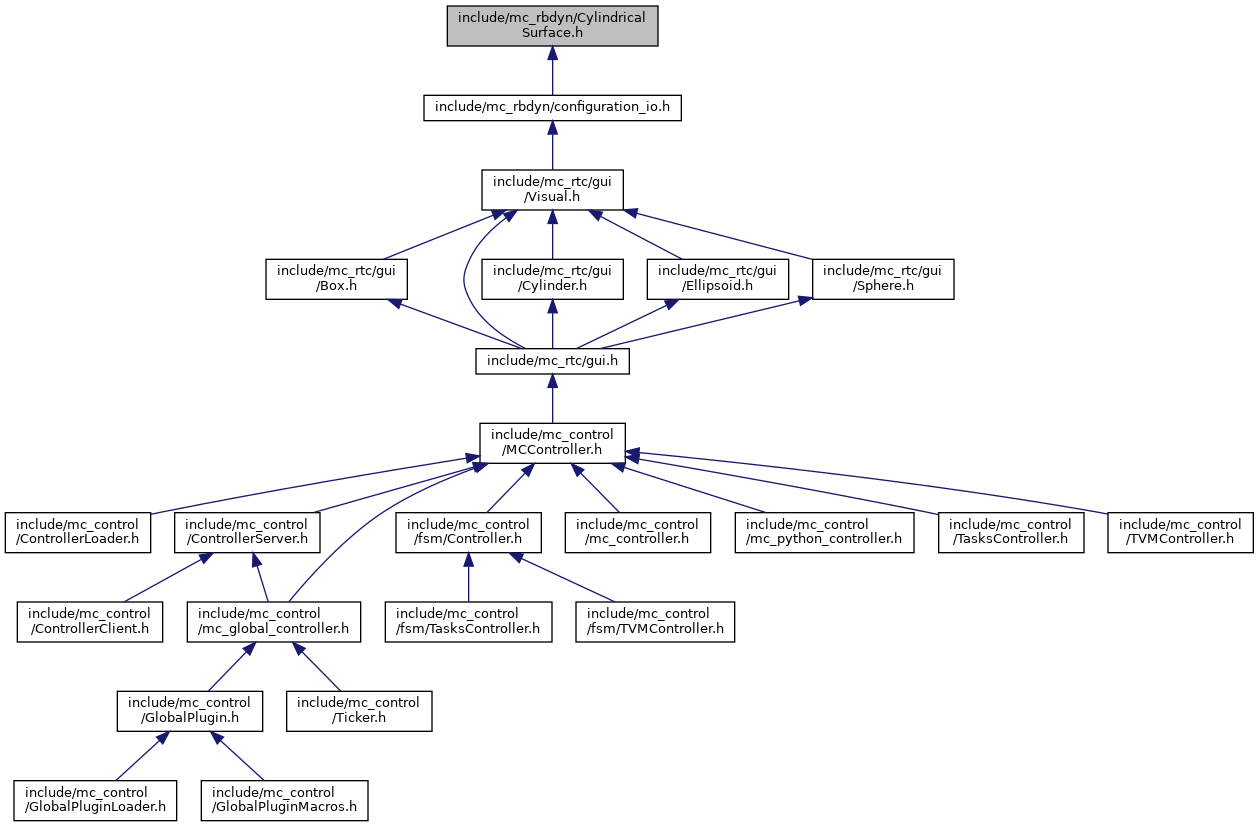 include/mc_rbdyn/Cylindrical
Surface.h
include/mc_rbdyn/configuration_io.h
include/mc_rtc/gui
/Visual.h
include/mc_rtc/gui
/Box.h
include/mc_rtc/gui
/Cylinder.h
include/mc_rtc/gui
/Ellipsoid.h
include/mc_rtc/gui
/Sphere.h
include/mc_rtc/gui.h
include/mc_control
/MCController.h
include/mc_control
/ControllerLoader.h
include/mc_control
/ControllerServer.h
include/mc_control
/fsm/Controller.h
include/mc_control
/mc_controller.h
include/mc_control
/mc_python_controller.h
include/mc_control
/TasksController.h
include/mc_control
/TVMController.h
include/mc_control
/ControllerClient.h
include/mc_control
/mc_global_controller.h
include/mc_control
/fsm/TasksController.h
include/mc_control
/fsm/TVMController.h
include/mc_control
/GlobalPlugin.h
include/mc_control
/Ticker.h
include/mc_control
/GlobalPluginLoader.h
include/mc_control
/GlobalPluginMacros.h